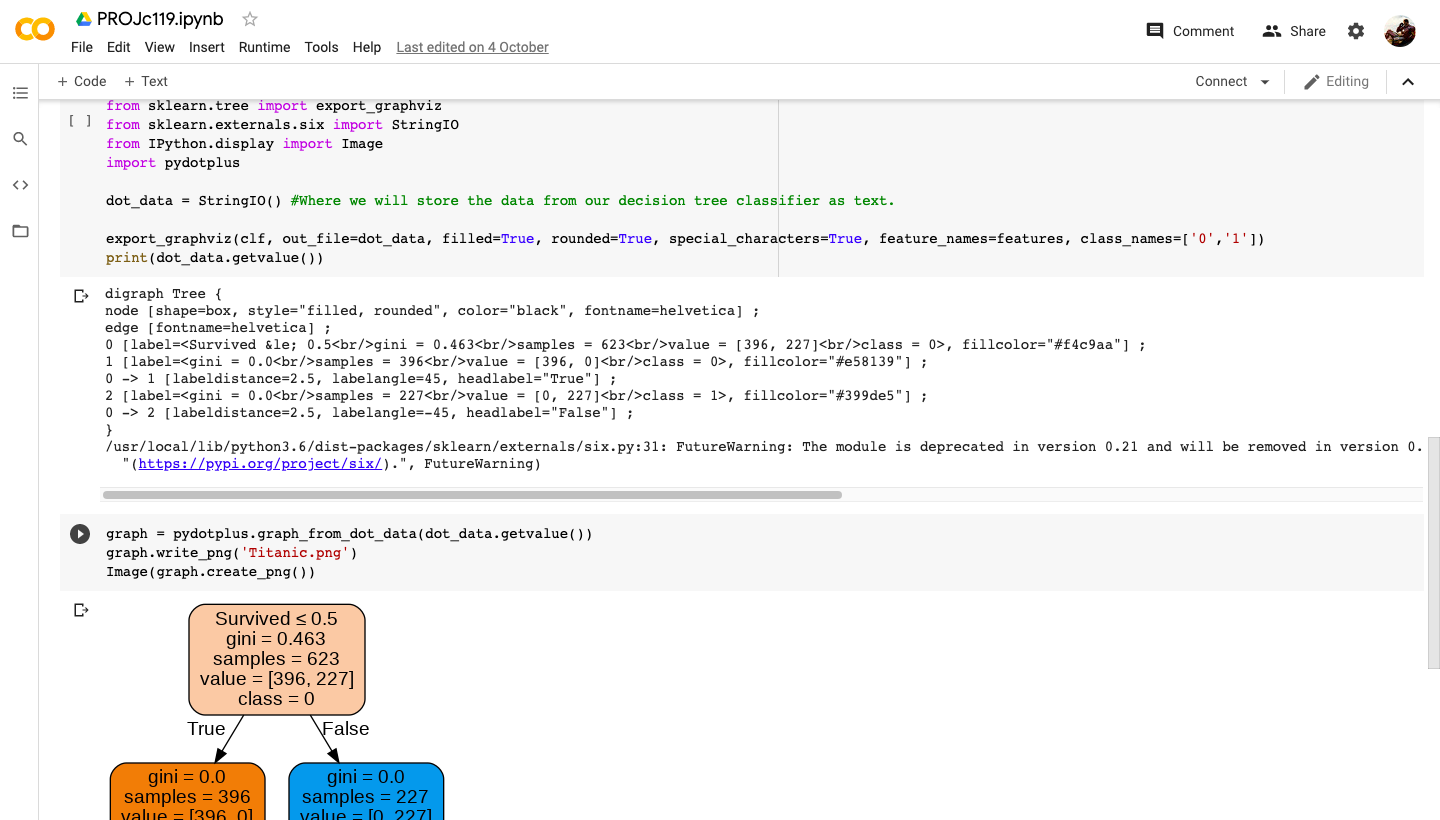 PROJc119.ipynb
File Edit View Insert Runtime Tools Help Last edited on 4 October
Comment Share
+ Code + Text
Connect Editing
from sklearn.tree import export_graphviz
[ ] from sklearn.externals.six import StringIO
from IPython.display import Image
import pydotplus
dot_data = StringIO() #Where we will store the data from our decision tree classifier as text.
export_graphviz(clf, out_file=dot_data, filled=True, rounded=True, special_characters=True, feature_names=features, class_names=['0','1'])
print(dot_data.getvalue())
digraph Tree {
node [shape=box, style="filled, rounded", color="black", fontname=helvetica] ;
edge [fontname=helvetica] ;
0 [label=<Survived &le; 0.5<br/>gini = 0.463<br/>samples = 623<br/>value = [396, 227]<br/>class = 0>, fillcolor="#f4c9aa"] ;
1 [label=<gini = 0.0<br/>samples = 396<br/>value = [396, 0]<br/>class = 0>, fillcolor="#e58139"] ;
0 -> 1 [labeldistance=2.5, labelangle=45, headlabel="True"] ;
2 [label=<gini = 0.0<br/>samples = 227<br/>value = [0, 227]<br/>class = 1>, fillcolor="#399de5"] ;
0 -> 2 [labeldistance=2.5, labelangle=-45, headlabel="False"] ;
}
/usr/local/lib/python3.6/dist-packages/sklearn/externals/six.py:31: FutureWarning: The module is deprecated in version 0.21 and will be removed in version 0.
"(https://pypi.org/project/six/).", FutureWarning)
graph = pydotplus.graph_from_dot_data(dot_data.getvalue())
graph.write_png('Titanic.png')
Image(graph.create_png())
Survived ≤ 0.5
gini = 0.463
samples = 623
value = [396, 227]
class = 0
True False
gini = 0.0
samples = 396
value = [396, 0]
gini = 0.0
samples = 227
value = [0, 227]